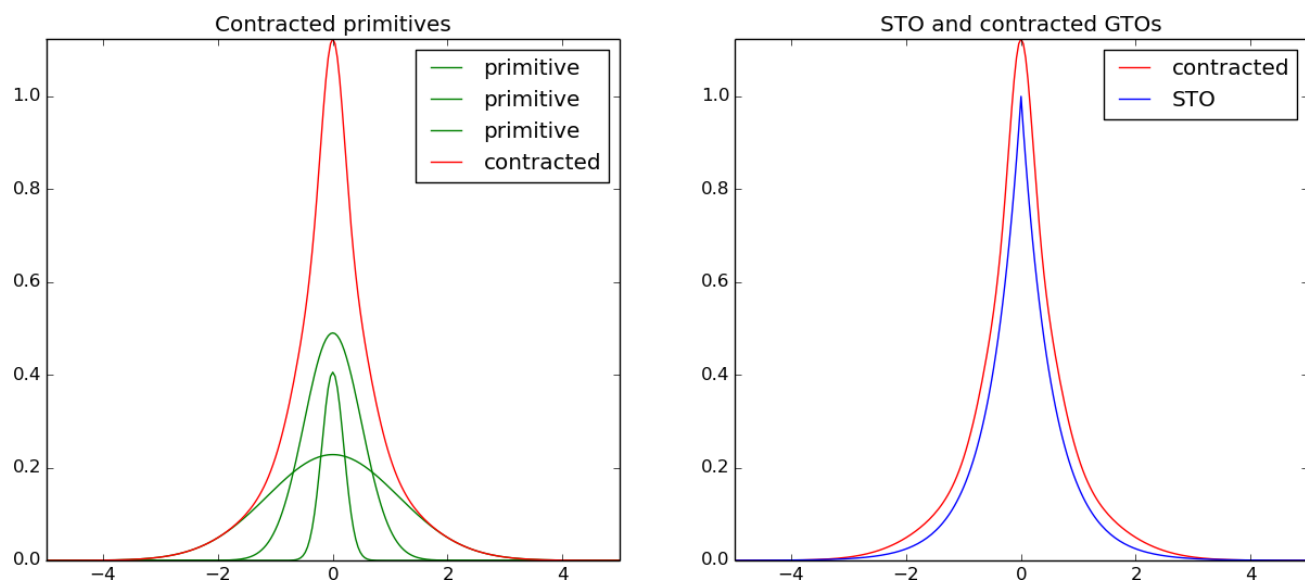 Contracted primitives
1.0
0.8
0.6
0.4
0.2
0.0
−4 −2 0 2 4
primitive
primitive
primitive
contracted
STO and contracted GTOs
1.0
0.8
0.6
0.4
0.2
0.0
−4 −2 0 2 4
contracted
STO